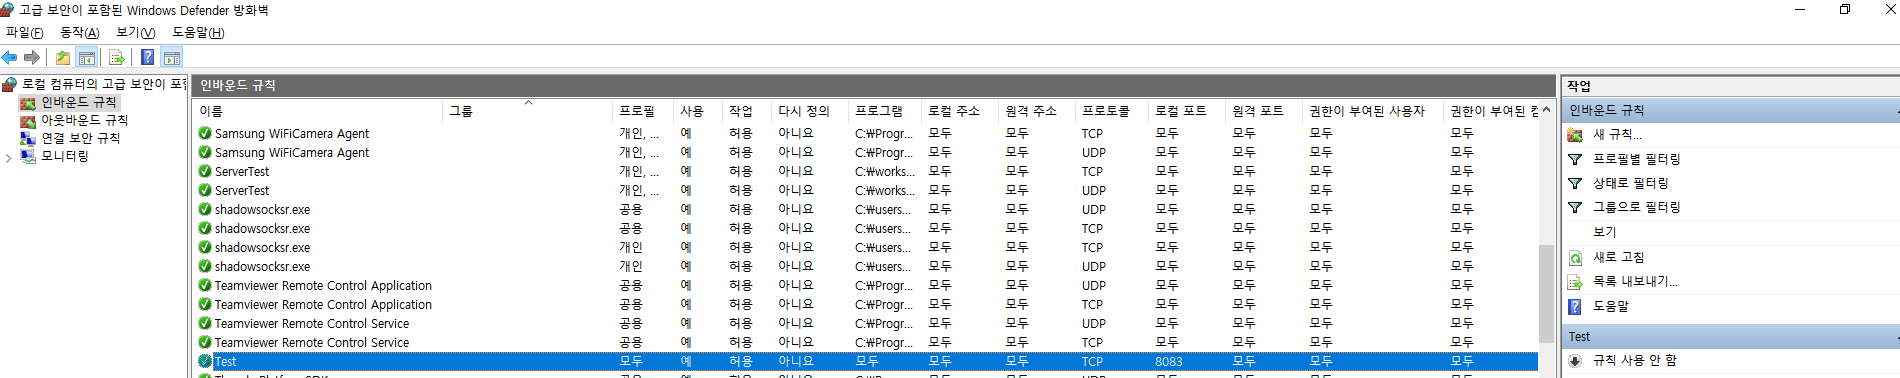 고급 보안이 포함된 Windows Defender 방화벽
파일(F) 동작(A) 보기(V) 도움말(H)
로컬 컴퓨터의 고급 보안이 포함
인바운드 규칙
아웃바운드 규칙
연결 보안 규칙
모니터링
인바운드 규칙
이름 그룹 프로필 사용 작업 다시 정의 프로그램 로컬 주소 원격 주소 프로토콜 로컬 포트 원격 포트 권한이 부여된 사용자 권한이 부여된 컴
Samsung WiFiCamera Agent 개인, ... 예 허용 아니요 C:₩Progr... 모두 모두 TCP 모두 모두 모두 모두
Samsung WiFiCamera Agent 개인, ... 예 허용 아니요 C:₩Progr... 모두 모두 UDP 모두 모두 모두 모두
ServerTest 개인, ... 예 허용 아니요 C:₩works... 모두 모두 TCP 모두 모두 모두 모두
ServerTest 개인, ... 예 허용 아니요 C:₩works... 모두 모두 UDP 모두 모두 모두 모두
shadowsocksr.exe 공용 예 허용 아니요 C:₩users... 모두 모두 UDP 모두 모두 모두 모두
shadowsocksr.exe 공용 예 허용 아니요 C:₩users... 모두 모두 TCP 모두 모두 모두 모두
shadowsocksr.exe 개인 예 허용 아니요 C:₩users... 모두 모두 TCP 모두 모두 모두 모두
shadowsocksr.exe 개인 예 허용 아니요 C:₩users... 모두 모두 UDP 모두 모두 모두 모두
Teamviewer Remote Control Application 공용 예 허용 아니요 C:₩Progr... 모두 모두 UDP 모두 모두 모두 모두
Teamviewer Remote Control Application 공용 예 허용 아니요 C:₩Progr... 모두 모두 TCP 모두 모두 모두 모두
Teamviewer Remote Control Service 공용 예 허용 아니요 C:₩Progr... 모두 모두 UDP 모두 모두 모두 모두
Teamviewer Remote Control Service 공용 예 허용 아니요 C:₩Progr... 모두 모두 TCP 모두 모두 모두 모두
Test 모두 예 허용 아니요 모두 모두 모두 TCP 8083 모두 모두 모두
작업
인바운드 규칙
새 규칙...
프로필별 필터링
상태로 필터링
그룹으로 필터링
보기
새로 고침
목록 내보내기...
도움말
Test
규칙 사용 안 함